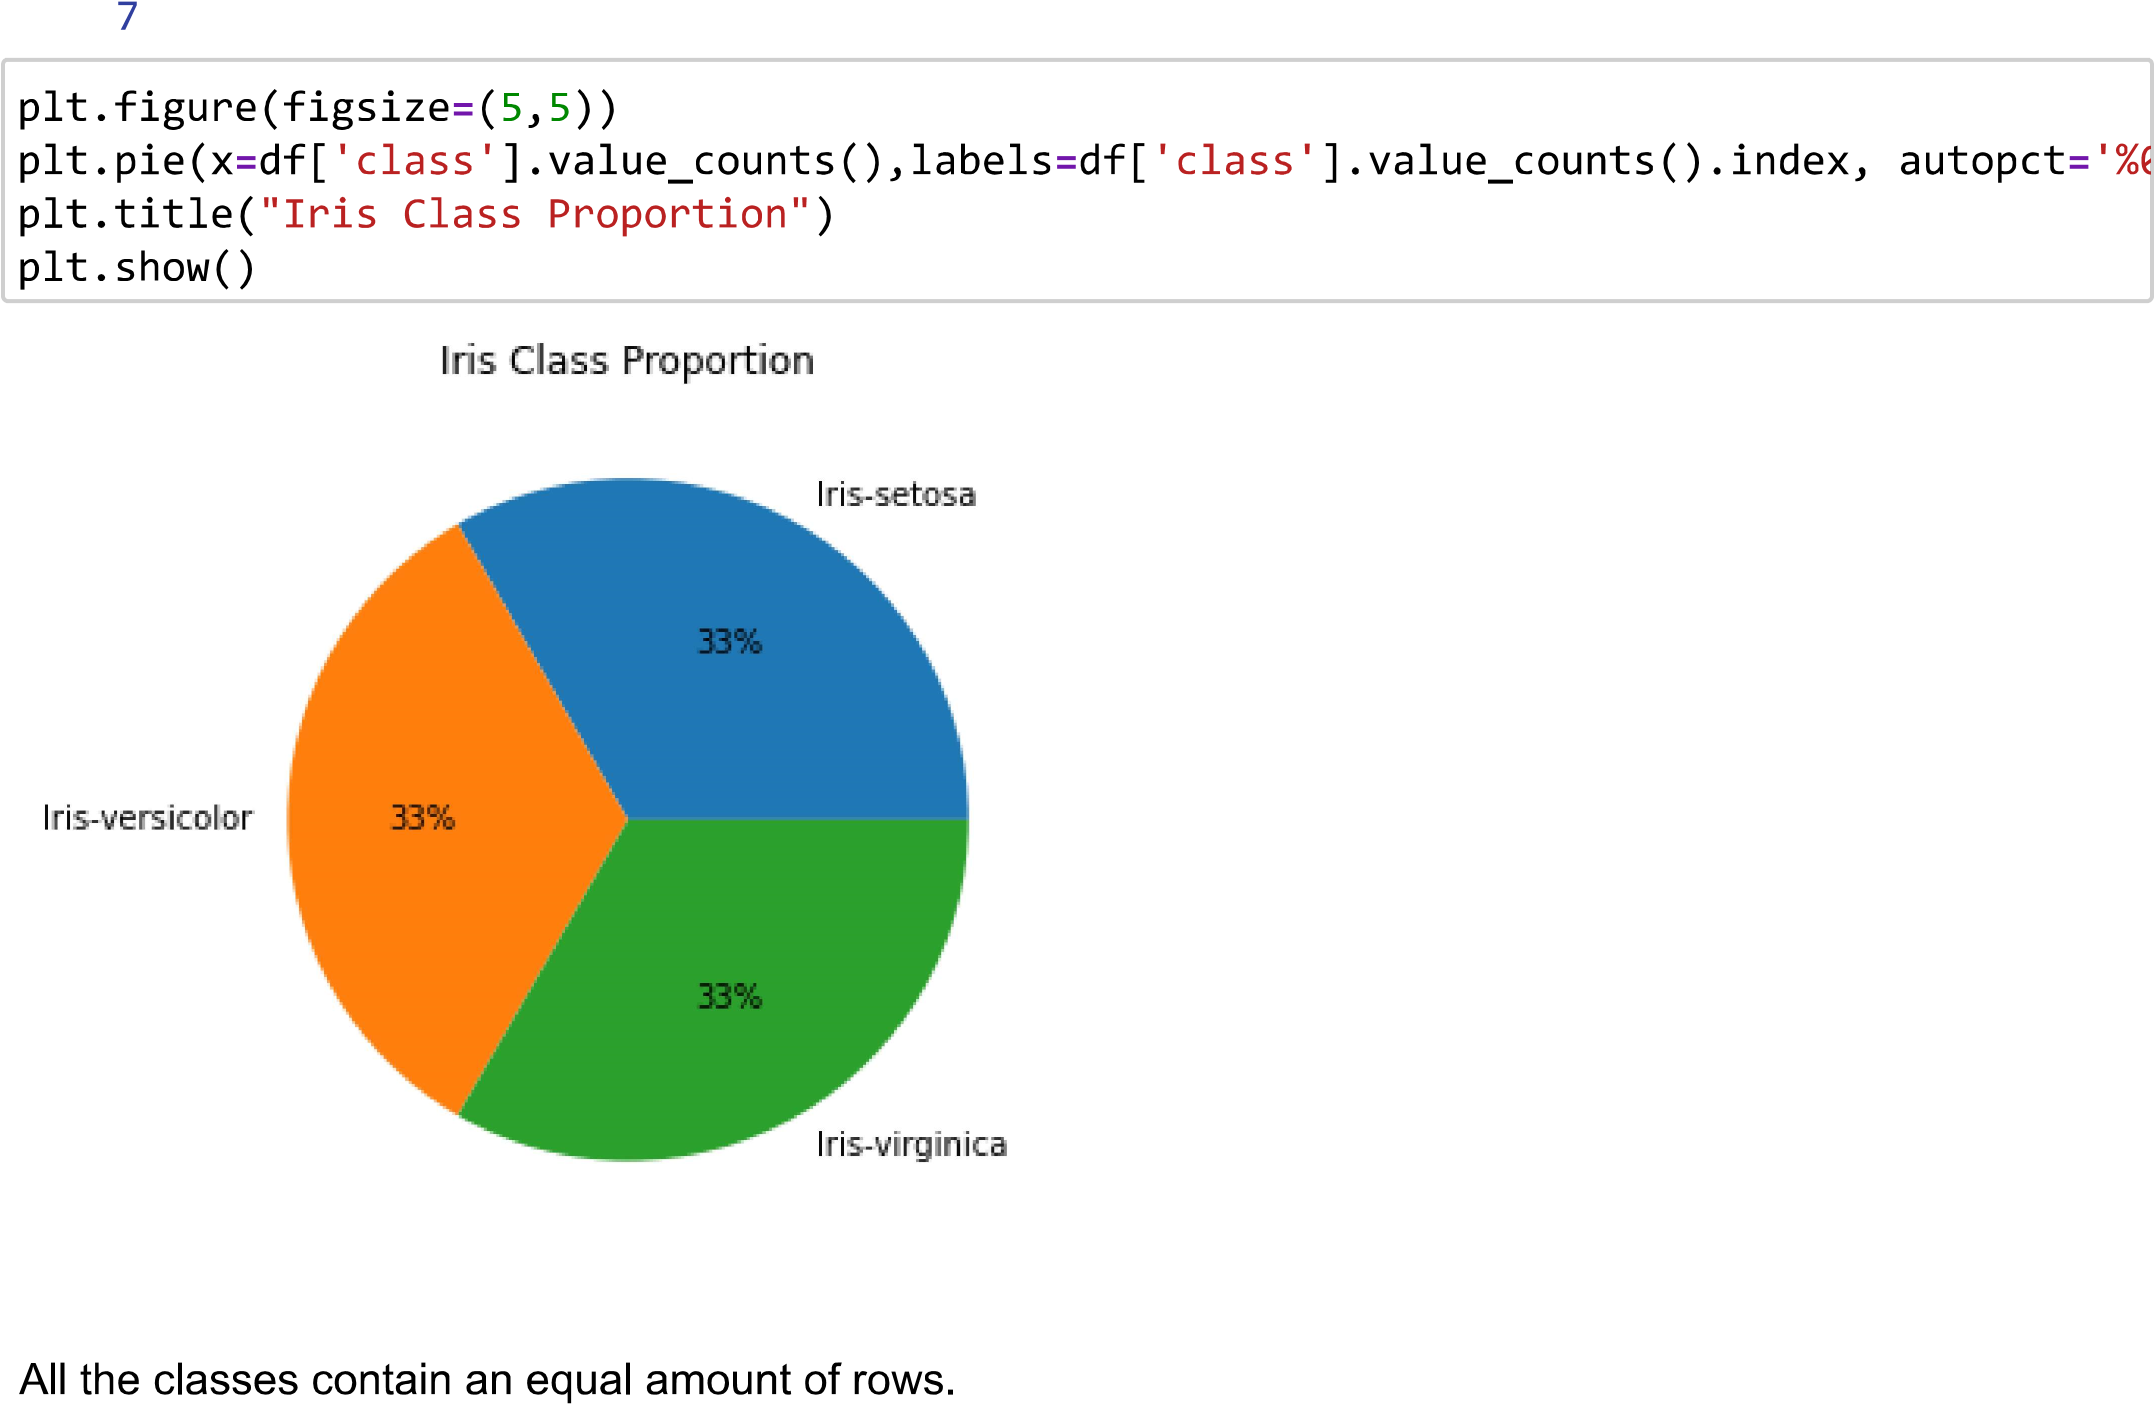 7
plt.figure(figsize=(5,5))
plt.pie(x=df['class'].value_counts(),labels=df['class'].value_counts().index, autopct='%
plt.title("Iris Class Proportion")
plt.show()
Iris Class Proportion
Iris-setosa
33%
Iris-versicolor
33%
33%
Iris-virginica
All the classes contain an equal amount of rows.